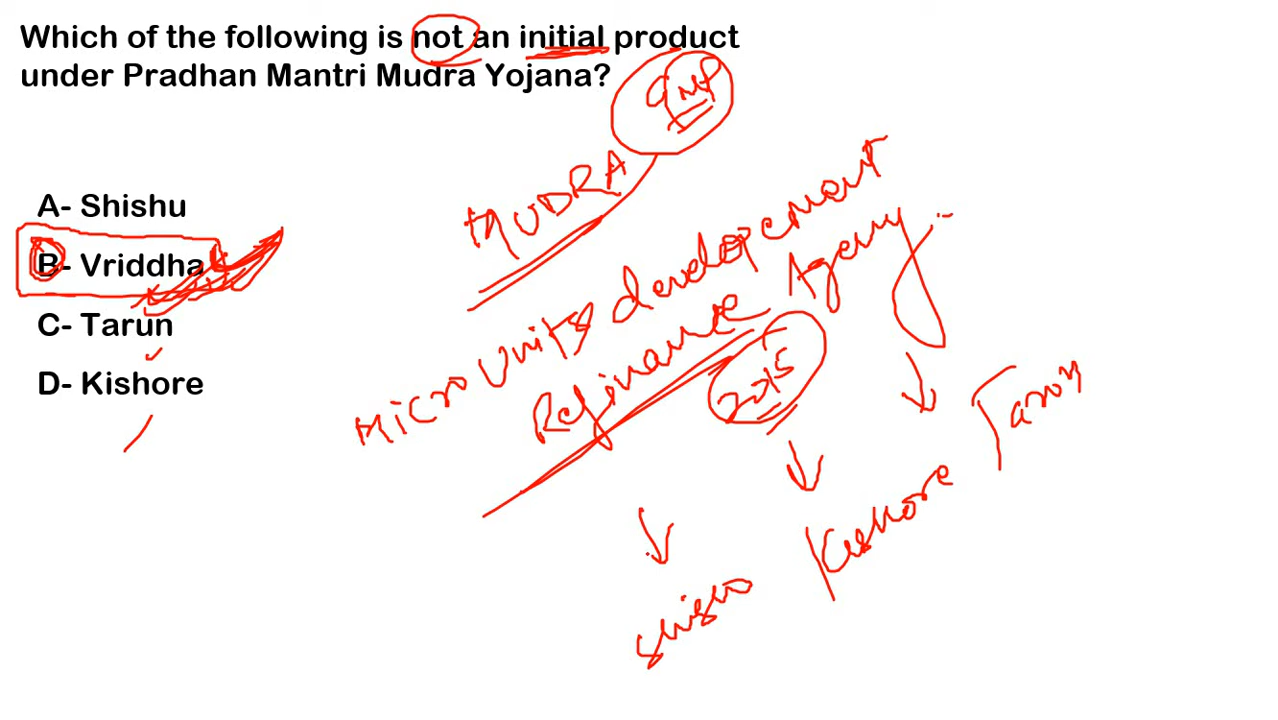 Which of the following is not an initial product
under Pradhan Mantri Mudra Yojana?
IMP
MUDRA
A- Shishu
B- Vriddha
C- Tarun
D- Kishore
Micro Units development
Refinance Agency
2015
Shishu Kishore Tarun